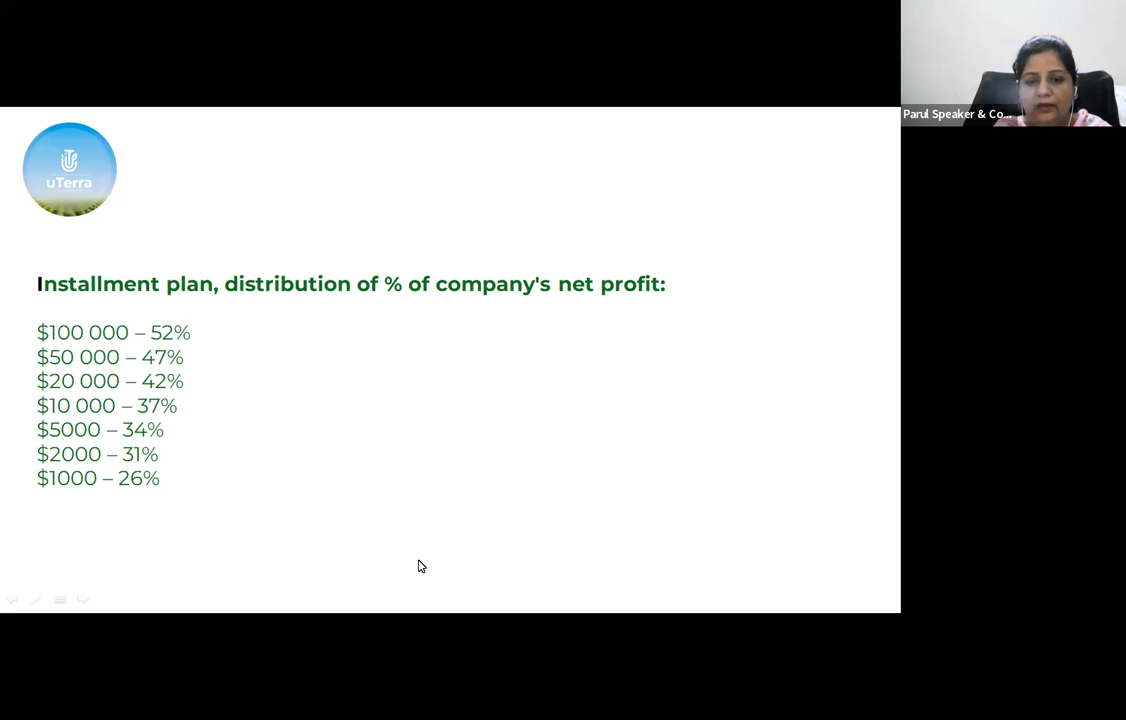 Parul Speaker & Co...
uTerra
Installment plan, distribution of % of company's net profit:
$100 000 – 52%
$50 000 – 47%
$20 000 – 42%
$10 000 – 37%
$5000 – 34%
$2000 – 31%
$1000 – 26%